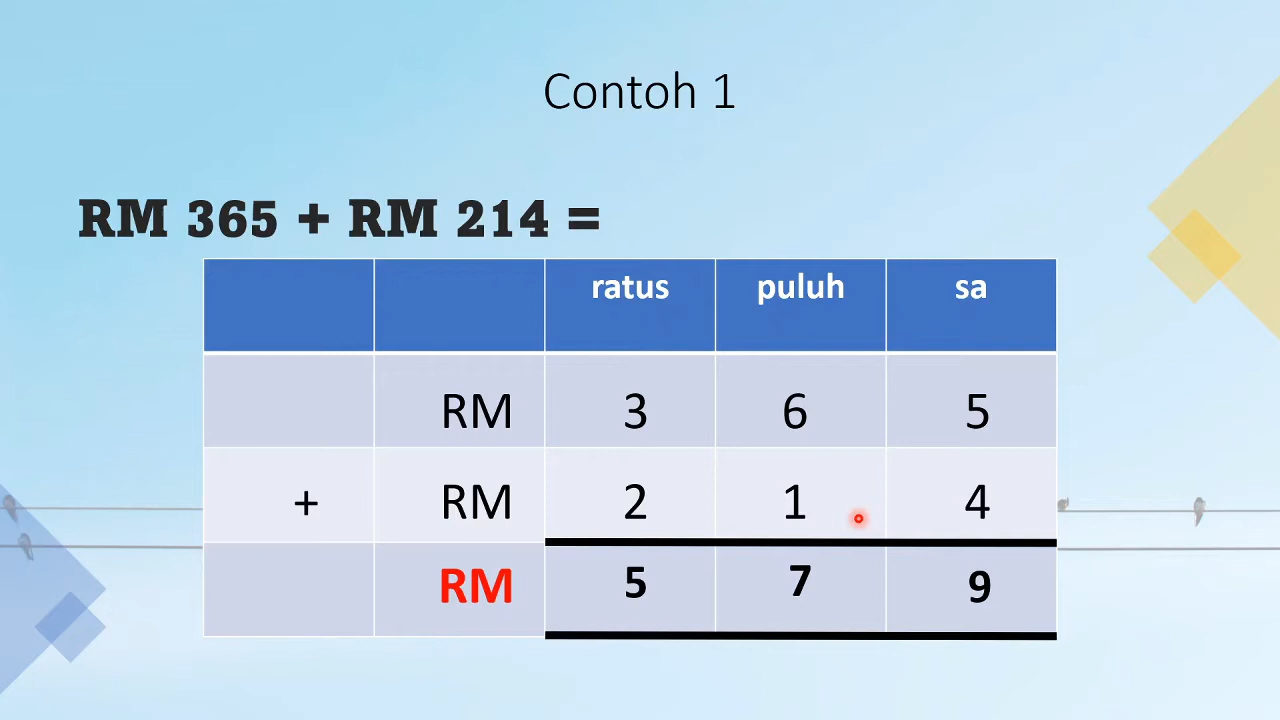 Contoh 1
RM 365 + RM 214 =
ratus puluh sa
RM 3 6 5
+ RM 2 1 4
RM 5 7 9